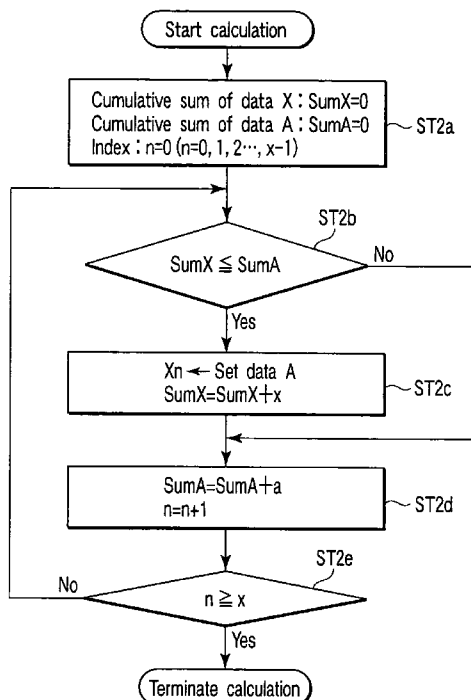 Start calculation
Cumulative sum of data X : SumX=0
Cumulative sum of data A : SumA=0
Index : n=0 (n=0, 1, 2⋯, x-1)
ST2a
ST2b
SumX ≦ SumA
No
Yes
Xn ← Set data A
SumX=SumX+x
ST2c
SumA=SumA+a
n=n+1
ST2d
ST2e
No
n ≧ x
Yes
Terminate calculation